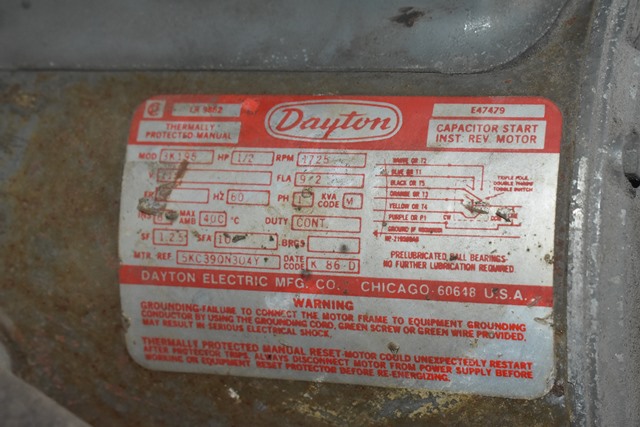 LR 3882
Dayton
E47479
THERMALLY
PROTECTED MANUAL
CAPACITOR START
INST. REV. MOTOR
MOD 3K196 HP 1/2 RPM 1725
V FLA
HZ 60 PH KVA CODE M
MAX AMB 40C DUTY CONT.
SF 1.25 SFA BRGS
MTR. REF. 5KC39QN304Y DATE CODE K 86 D
BLUE OR T1
BLACK OR T5
ORANGE OR T3
YELLOW OR T4
PURPLE OR P1
TRIPLE POLE,
DOUBLE THROW
TOGGLE SWITCH
CW
GROUND IF REQUIRED
PRELUBRICATED BALL BEARINGS
NO FURTHER LUBRICATION REQUIRED.
DAYTON ELECTRIC MFG. CO. CHICAGO 60648 U.S.A.
WARNING
GROUNDING-FAILURE TO CONNECT THE MOTOR FRAME TO EQUIPMENT GROUNDING
CONDUCTOR BY USING THE GROUNDING CORD, GREEN SCREW OR GREEN WIRE PROVIDED,
MAY RESULT IN SERIOUS ELECTRICAL SHOCK.
THERMALLY PROTECTED MANUAL RESET-MOTOR COULD UNEXPECTEDLY RESTART
AFTER PROTECTOR TRIPS. ALWAYS DISCONNECT MOTOR FROM POWER SUPPLY BEFORE
WORKING ON EQUIPMENT. RESET PROTECTOR BEFORE RE-ENERGIZING.